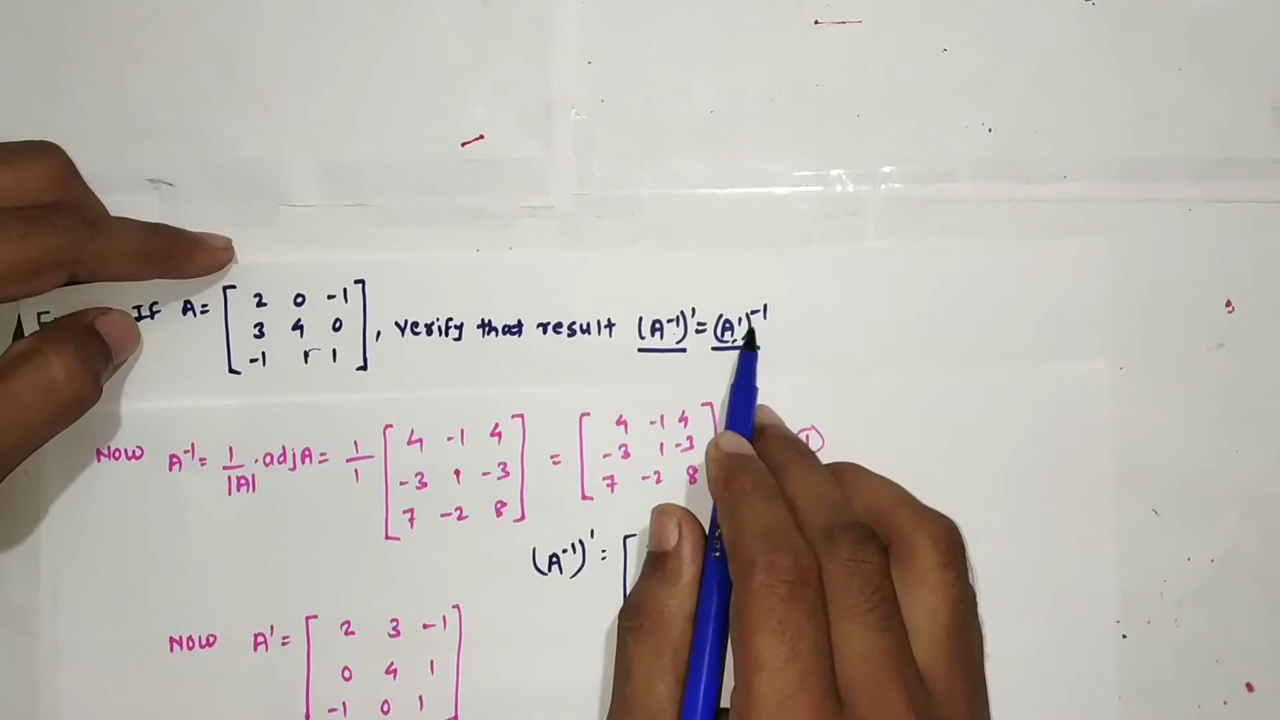 If A = [ 2 0 -1
3 4 0
-1 r 1 ] , verify that result (A⁻¹)' = (A')⁻¹
Now A⁻¹ = 1/|A| . adj A = 1/1 [ 4 -1 4
-3 1 -3
7 -2 8 ] = [ 4 -1 4
-3 1 -3
7 -2 8
(A⁻¹)' = [
Now A' = [ 2 3 -1
0 4 1
-1 0 1 ]